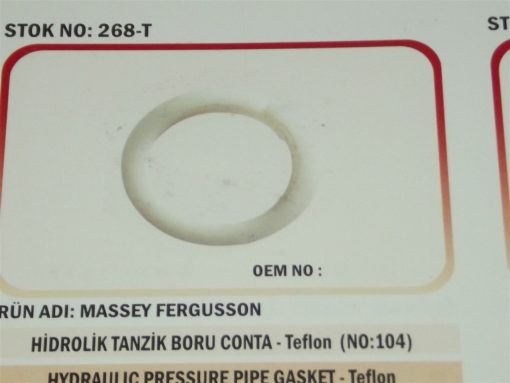 STOK NO: 268-T
ST
OEM NO :
RÜN ADI: MASSEY FERGUSSON
HİDROLİK TANZİK BORU CONTA - Teflon (NO:104)
HYDRAULIC PRESSURE PIPE GASKET - Teflon